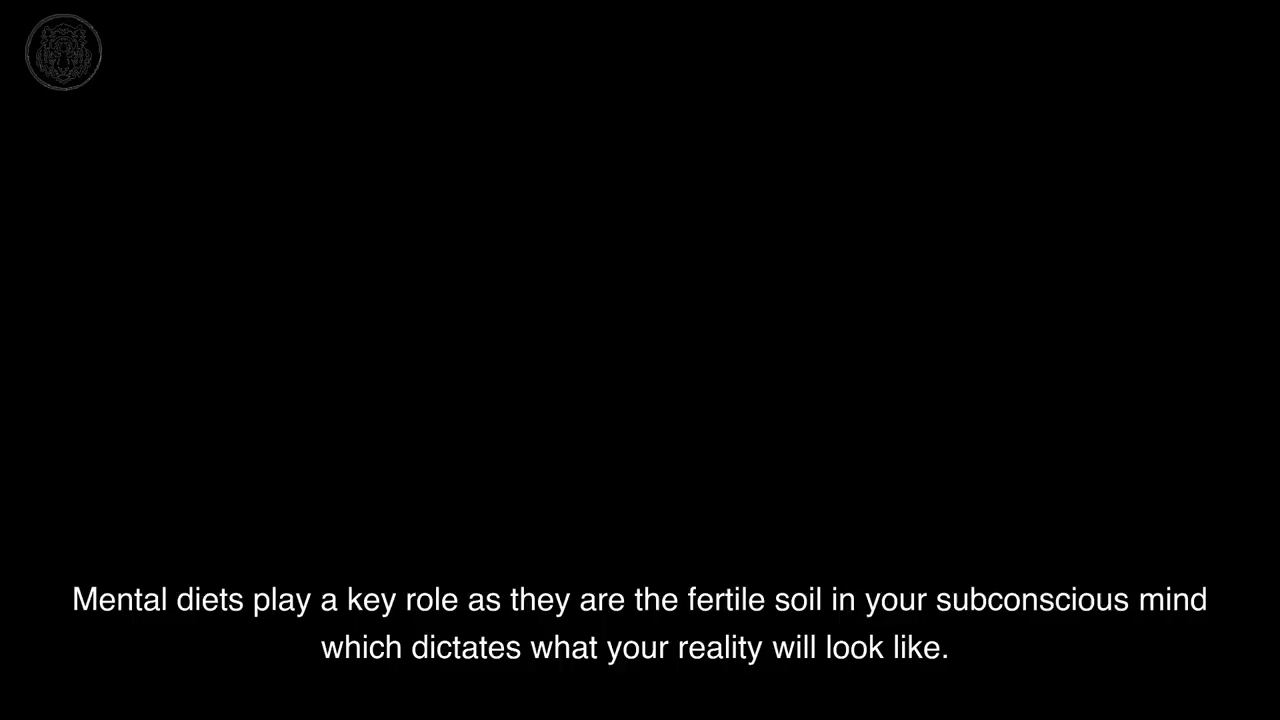 Mental diets play a key role as they are the fertile soil in your subconscious mind
which dictates what your reality will look like.